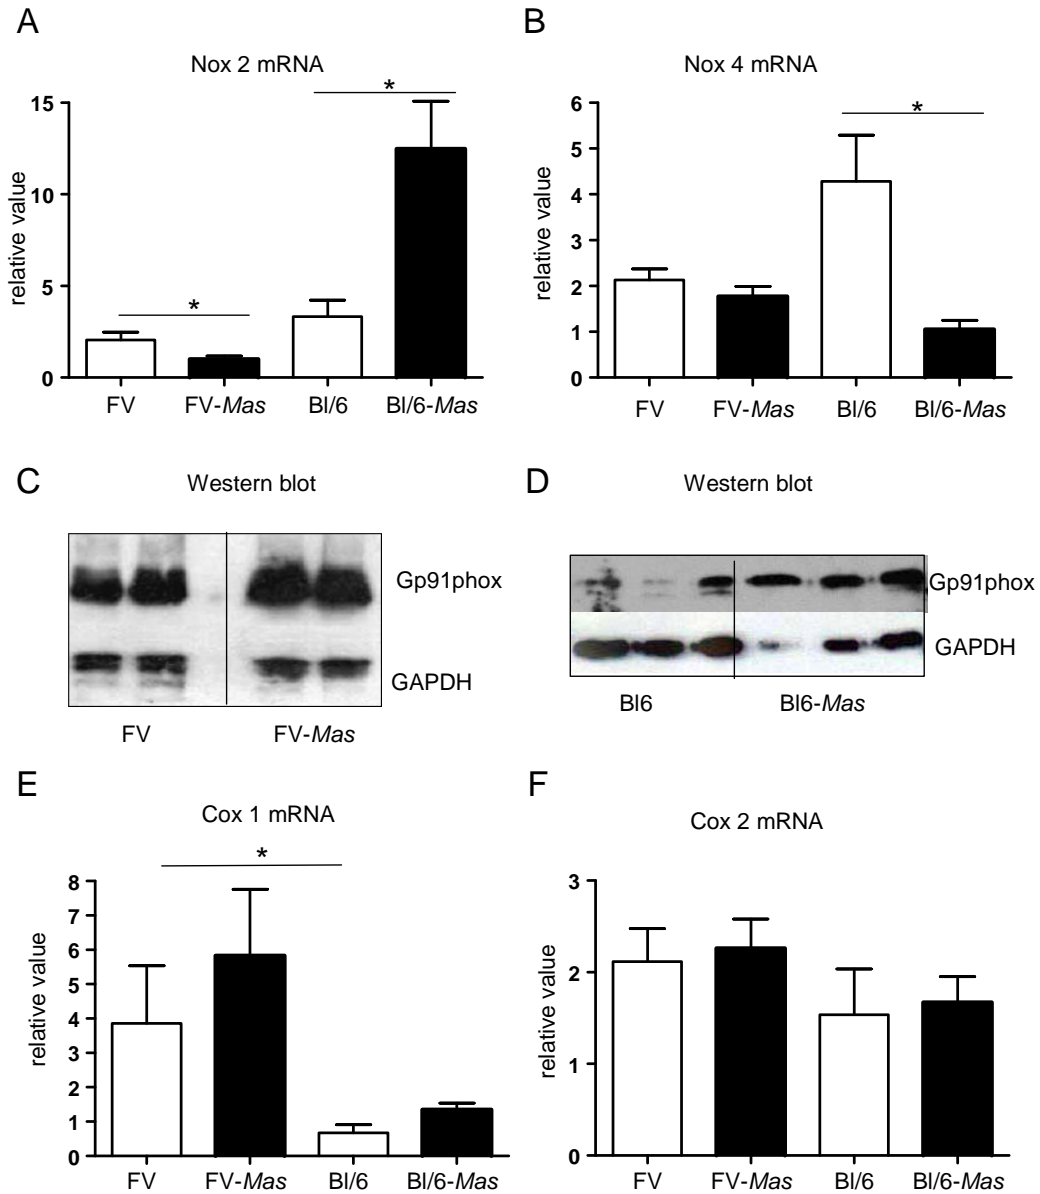 A
B
Nox 2 mRNA
Nox 4 mRNA
*
*
*
relative value
15
10
5
0
FV
FV-Mas
Bl/6
Bl/6-Mas
relative value
6
5
4
3
2
1
0
FV
FV-Mas
Bl/6
Bl/6-Mas
C
D
Western blot
Western blot
Gp91phox
GAPDH
FV
FV-Mas
Gp91phox
GAPDH
Bl6
Bl6-Mas
E
F
Cox 1 mRNA
Cox 2 mRNA
*
relative value
8
7
6
5
4
3
2
1
0
FV
FV-Mas
Bl/6
Bl/6-Mas
relative value
3
2
1
0
FV
FV-Mas
Bl/6
Bl/6-Mas